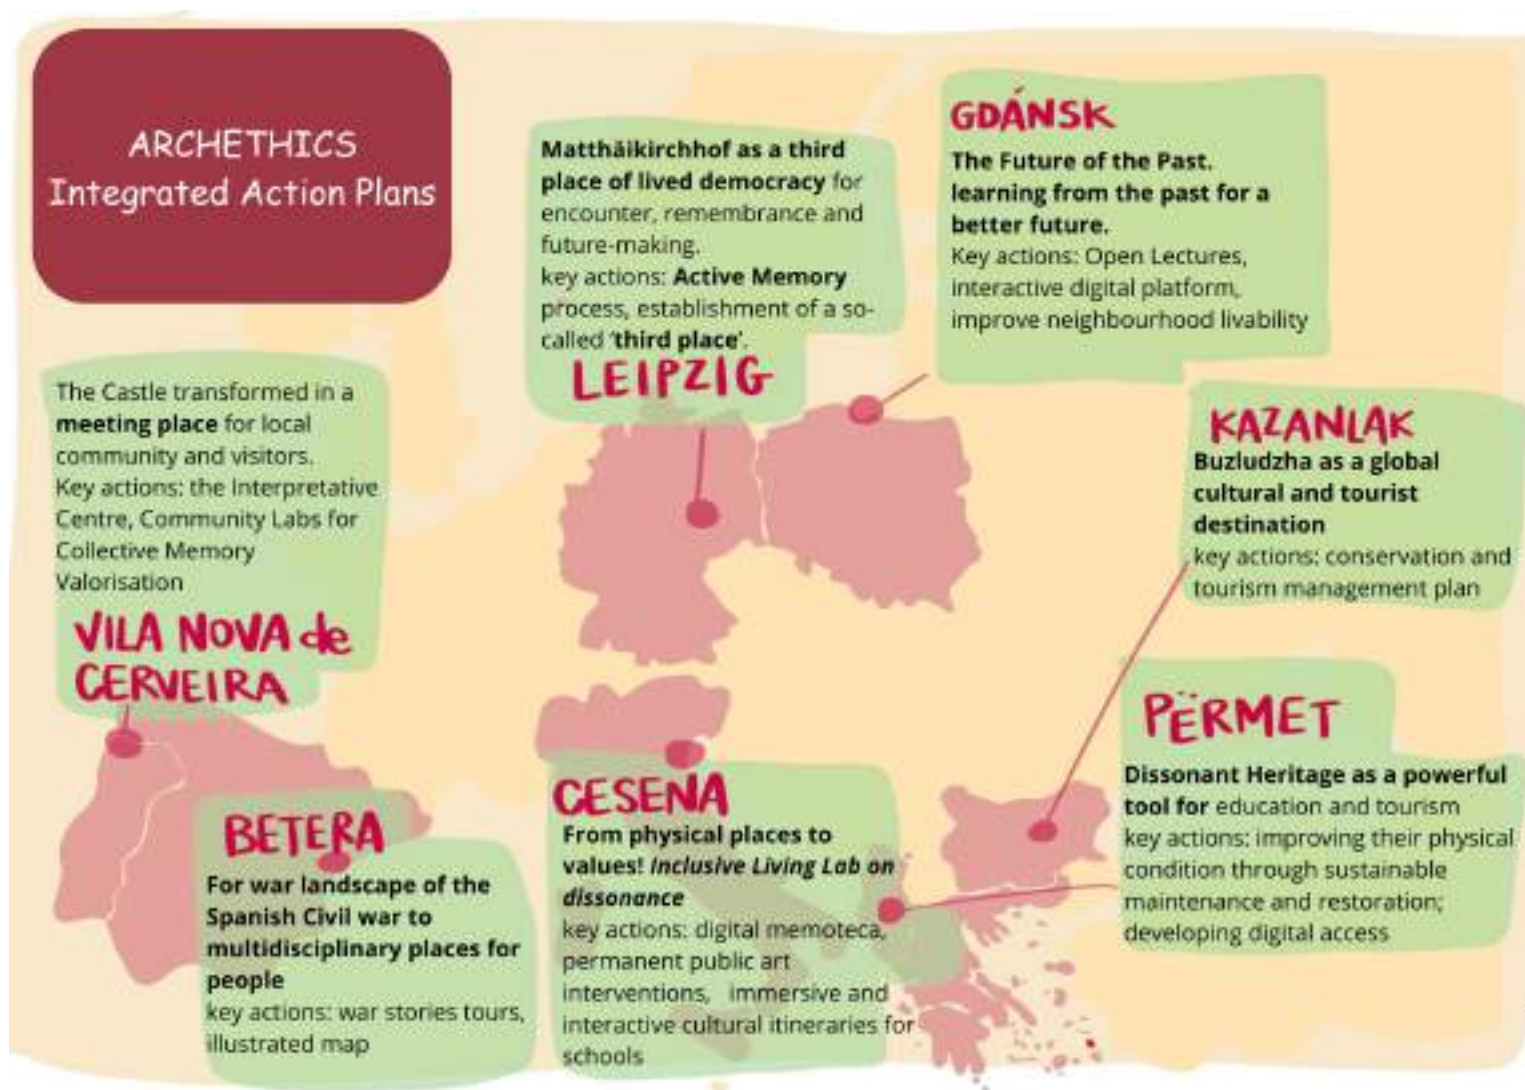 ARCHETHICS
Integrated Action Plans
Matthäikirchhof as a third
place of lived democracy for
encounter, remembrance and
future-making.
key actions: Active Memory
process, establishment of a so-
called 'third place'.
LEIPZIG
GDÁNSK
The Future of the Past.
learning from the past for a
better future.
Key actions: Open Lectures,
interactive digital platform,
improve neighbourhood livability
The Castle transformed in a
meeting place for local
community and visitors.
Key actions: the Interpretative
Centre, Community Labs for
Collective Memory
Valorisation
VILA NOVA de
CERVEIRA
KAZANLAK
Buzludzha as a global
cultural and tourist
destination
key actions: conservation and
tourism management plan
BETERA
For war landscape of the
Spanish Civil war to
multidisciplinary places for
people
key actions: war stories tours,
illustrated map
CESENA
From physical places to
values! Inclusive Living Lab on
dissonance
key actions: digital memoteca,
permanent public art
interventions, immersive and
interactive cultural itineraries for
schools
PËRMET
Dissonant Heritage as a powerful
tool for education and tourism
key actions: improving their physical
condition through sustainable
maintenance and restoration;
developing digital access